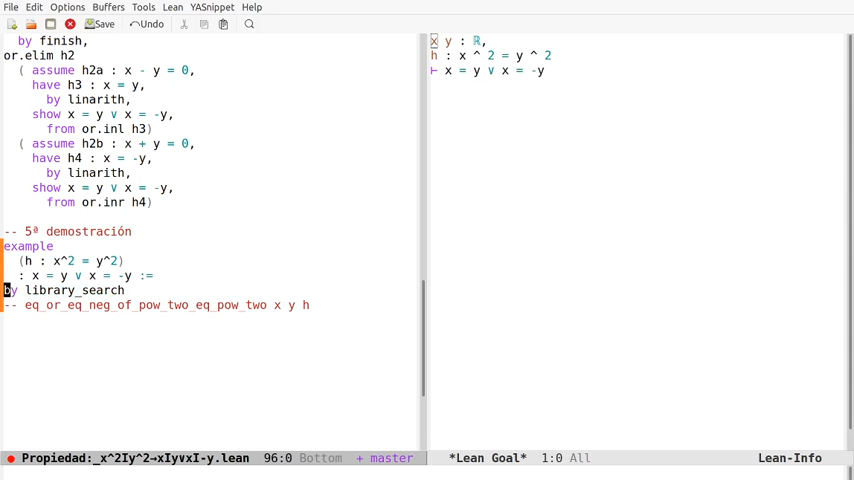 File Edit Options Buffers Tools Lean YASnippet Help
Save Undo
by finish,
or.elim h2
( assume h2a : x - y = 0,
have h3 : x = y,
by linarith,
show x = y ∨ x = -y,
from or.inl h3)
( assume h2b : x + y = 0,
have h4 : x = -y,
by linarith,
show x = y ∨ x = -y,
from or.inr h4)
-- 5ª demostración
example
(h : x^2 = y^2)
: x = y ∨ x = -y :=
by library_search
-- eq_or_eq_neg_of_pow_two_eq_pow_two x y h
x y : ℝ,
h : x ^ 2 = y ^ 2
⊢ x = y ∨ x = -y
Propiedad:_x^2Iy^2→xIy∨xI-y.lean 96:0 Bottom + master
*Lean Goal* 1:0 All Lean-Info